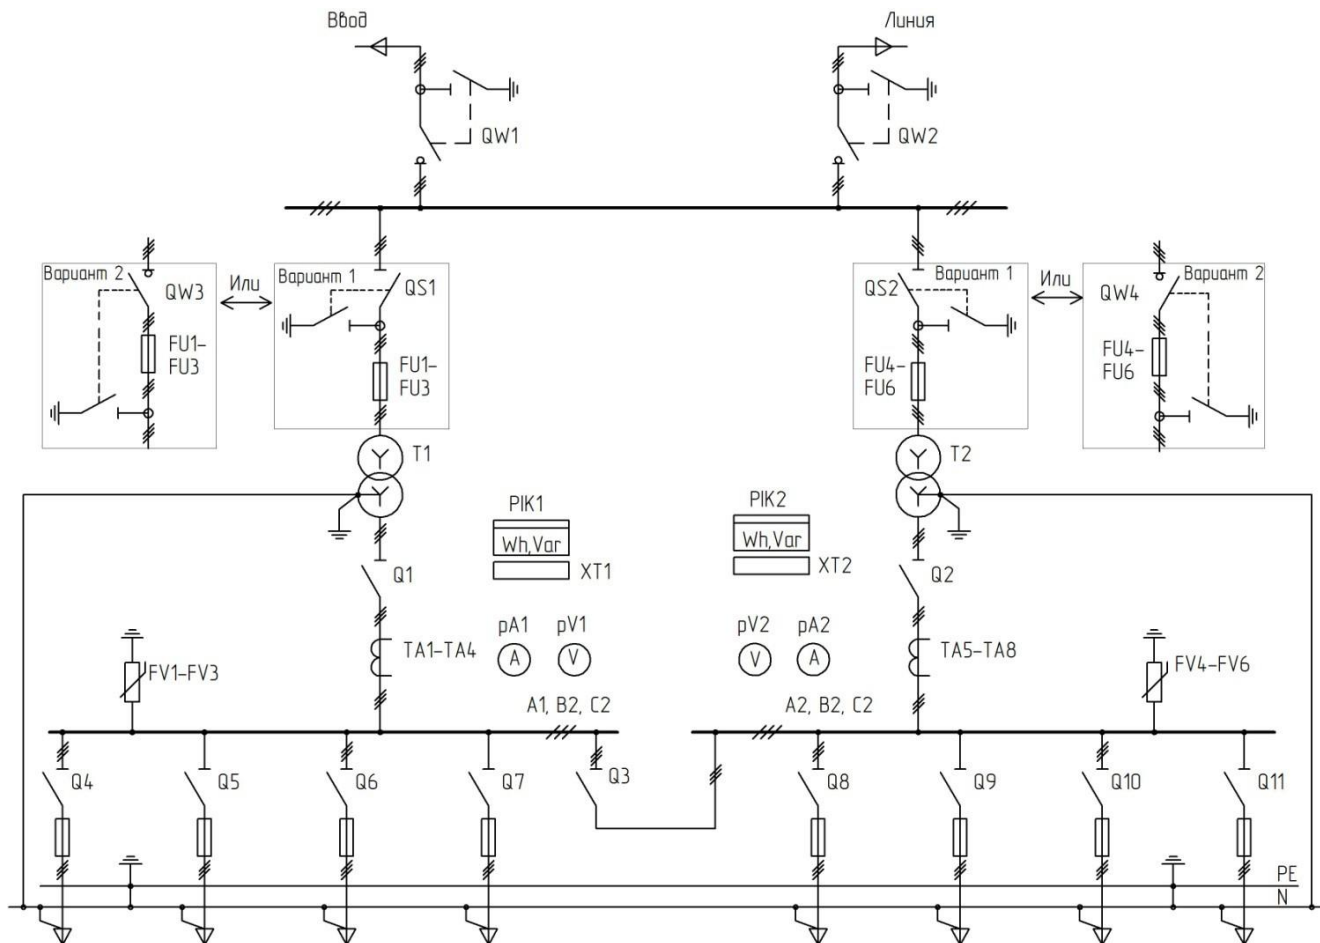 Ввод
Линия
QW1
QW2
Вариант 2
QW3
FU1-
FU3
Или
Вариант 1
QS1
FU1-
FU3
QS2
Вариант 1
FU4-
FU6
Или
Вариант 2
QW4
FU4-
FU6
T1
T2
PIK1
Wh,Var
XT1
PIK2
Wh,Var
XT2
Q1
Q2
TA1-TA4
pA1
A
pV1
V
pV2
V
pA2
A
TA5-TA8
FV1-FV3
FV4-FV6
A1, B2, C2
A2, B2, C2
Q4
Q5
Q6
Q7
Q3
Q8
Q9
Q10
Q11
PE
N